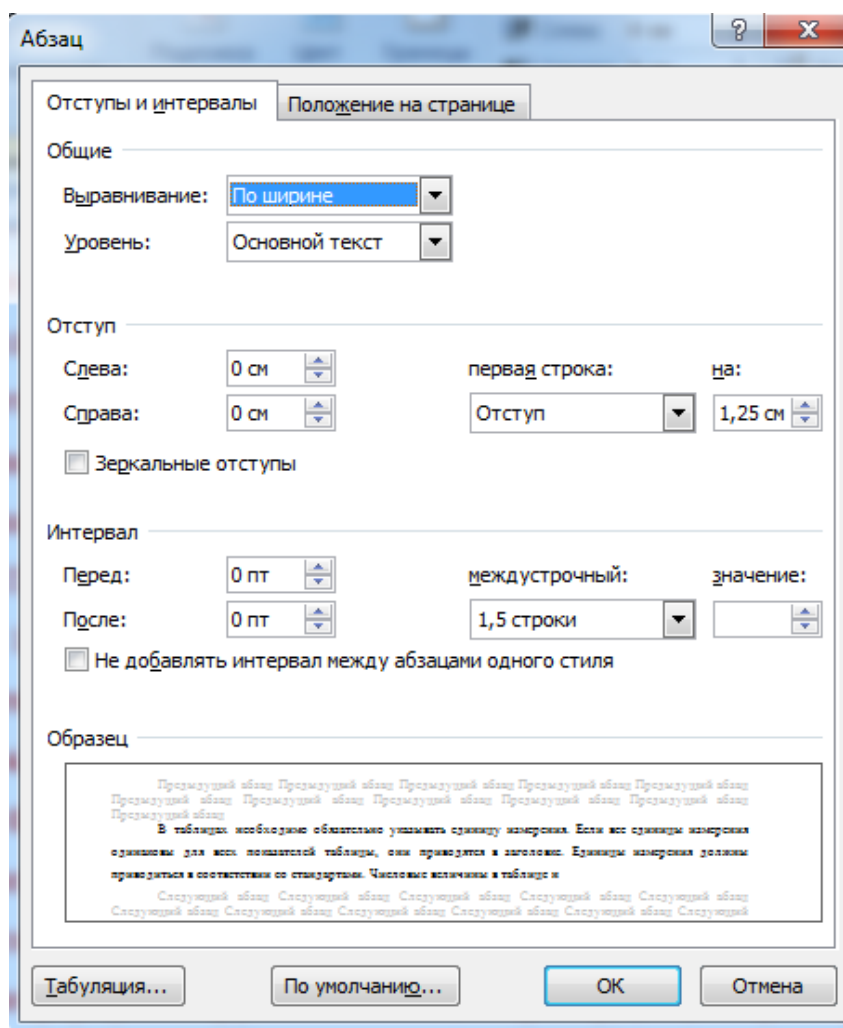 Абзац
Отступы и интервалы Положение на странице
Общие
Выравнивание: По ширине
Уровень: Основной текст
Отступ
Слева: 0 см первая строка: на:
Справа: 0 см Отступ 1,25 см
Зеркальные отступы
Интервал
Перед: 0 пт междустрочный: значение:
После: 0 пт 1,5 строки
Не добавлять интервал между абзацами одного стиля
Образец
Предыдущий абзац Предыдущий абзац Предыдущий абзац Предыдущий абзац Предыдущий абзац
Предыдущий абзац Предыдущий абзац Предыдущий абзац Предыдущий абзац Предыдущий абзац
Предыдущий абзац
В таблицах необходимо обязательно указывать единицу измерения. Если все единицы измерения
одинаковы для всех показателей таблицы, они приводятся в заголовке. Единицы измерения должны
приводиться в соответствии со стандартами. Числовые величины в таблице и
Следующий абзац Следующий абзац Следующий абзац Следующий абзац Следующий абзац
Следующий абзац Следующий абзац Следующий абзац Следующий абзац Следующий абзац Следующий
Табуляция... По умолчанию... ОК Отмена